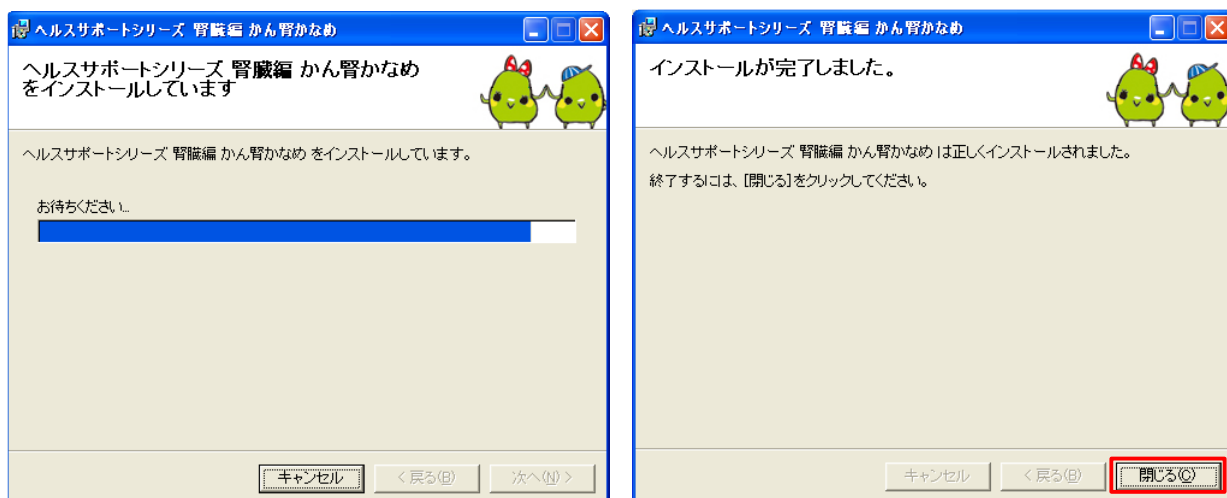 ヘルスサポートシリーズ 腎臓編 かん腎かなめ
ヘルスサポートシリーズ 腎臓編 かん腎かなめ
をインストールしています
ヘルスサポートシリーズ 腎臓編 かん腎かなめ をインストールしています。
お待ちください...
キャンセル
< 戻る(B)
次へ(N) >
ヘルスサポートシリーズ 腎臓編 かん腎かなめ
インストールが完了しました。
ヘルスサポートシリーズ 腎臓編 かん腎かなめ は正しくインストールされました。
終了するには、[閉じる]をクリックしてください。
キャンセル
< 戻る(B)
閉じる(C)